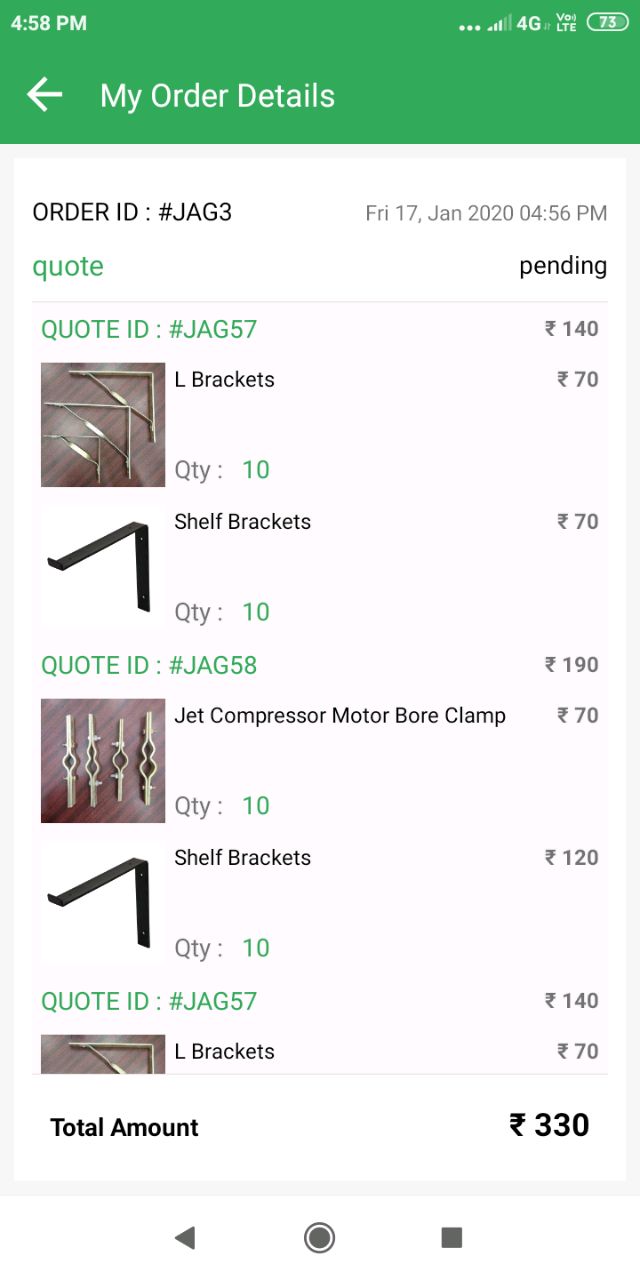 4:58 PM
4G Vo) LTE 73
My Order Details
ORDER ID : #JAG3 Fri 17, Jan 2020 04:56 PM
quote pending
QUOTE ID : #JAG57 ₹ 140
L Brackets ₹ 70
Qty : 10
Shelf Brackets ₹ 70
Qty : 10
QUOTE ID : #JAG58 ₹ 190
Jet Compressor Motor Bore Clamp ₹ 70
Qty : 10
Shelf Brackets ₹ 120
Qty : 10
QUOTE ID : #JAG57 ₹ 140
L Brackets ₹ 70
Total Amount ₹ 330